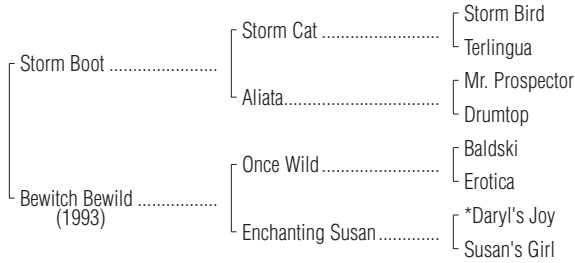 Storm Bird
Storm Cat ........................
Terlingua
Storm Boot ......................
Mr. Prospector
Aliata................................
Drumtop
Baldski
Once Wild ........................
Erotica
Bewitch Bewild ................
(1993)
*Daryl's Joy
Enchanting Susan.............
Susan's Girl